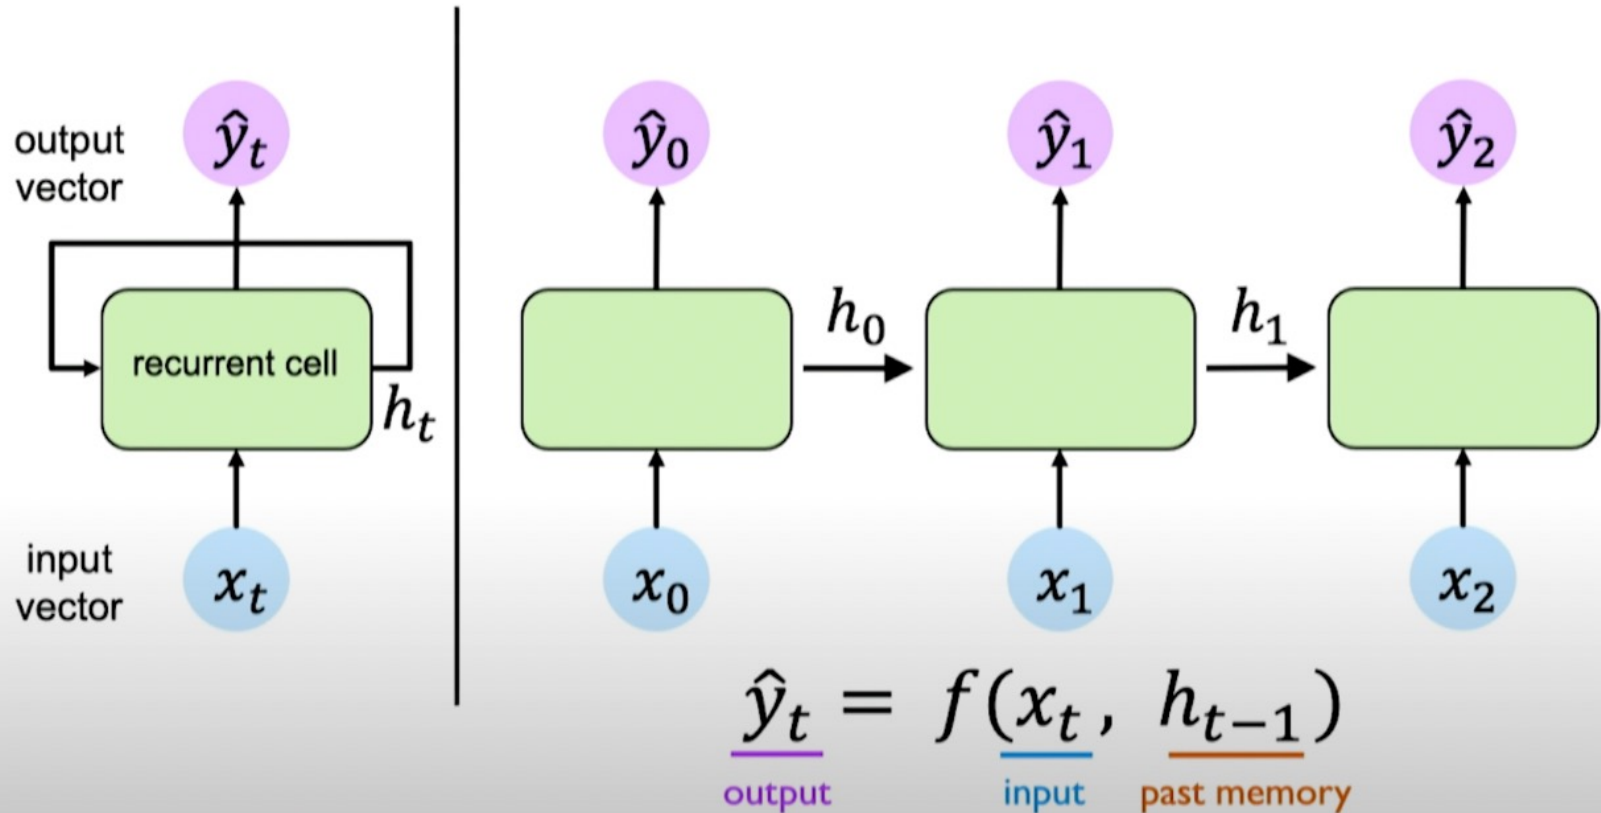 output
vector
ŷt
ŷ0
ŷ1
ŷ2
recurrent cell
ht
h0
h1
input
vector
xt
x0
x1
x2
ŷt = f(xt, ht−1)
output
input
past memory